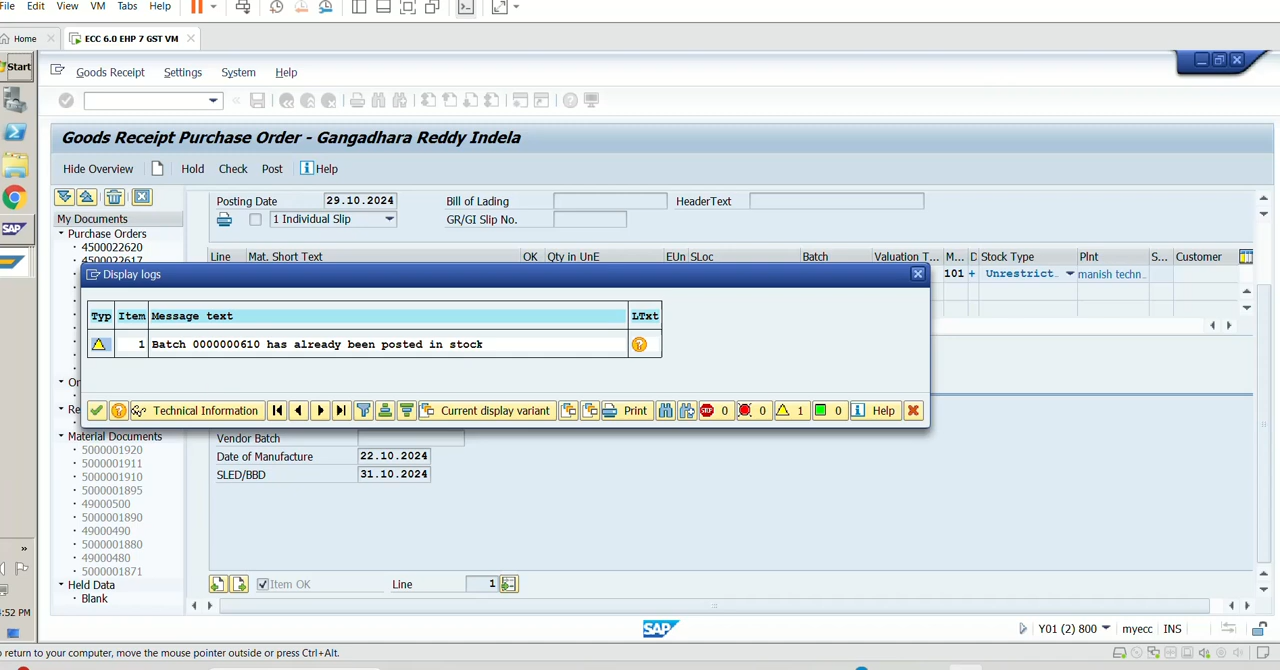 File Edit View VM Tabs Help
Home ECC 6.0 EHP 7 GST VM
Start
Goods Receipt Settings System Help
Goods Receipt Purchase Order - Gangadhara Reddy Indela
Hide Overview Hold Check Post Help
Posting Date 29.10.2024 Bill of Lading HeaderText
1 Individual Slip GR/GI Slip No.
My Documents
Purchase Orders
4500022620
4500022617
Line Mat. Short Text OK Qty in UnE EUn SLoc Batch Valuation T... M... D Stock Type Plnt S... Customer
101 + Unrestrict. manish techn..
Display logs
Typ Item Message text LTxt
1 Batch 0000000610 has already been posted in stock
Technical Information Current display variant Print STOP 0 0 1 0 Help
Material Documents
5000001920
5000001911
5000001910
5000001895
49000500
5000001890
49000490
5000001880
49000480
5000001871
Held Data
Blank
Vendor Batch
Date of Manufacture 22.10.2024
SLED/BBD 31.10.2024
Item OK Line 1
:52 PM
SAP
SAP Y01 (2) 800 myecc INS
return to your computer, move the mouse pointer outside or press Ctrl+Alt.